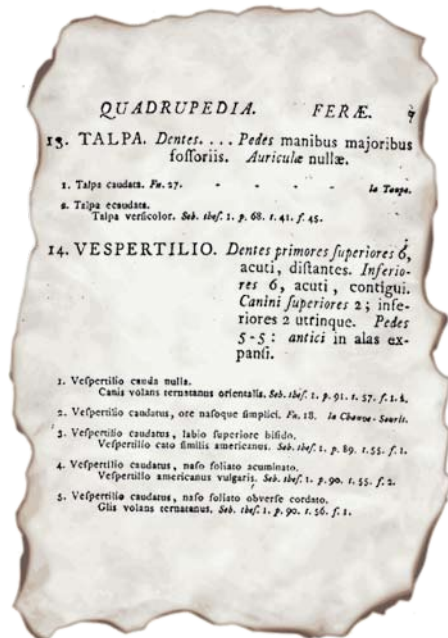 QUADRUPEDIA. FERÆ.
13. TALPA. Dentes. ... Pedes manibus majoribus
foſſoriis. Auriculæ nullæ.
1. Talpa caudata. Fn. 27. - - - - la Taupe.
2. Talpa ecaudata.
Talpa verſicolor. Seb. theſ. 1. p. 68. t. 41. f. 45.
14. VESPERTILIO. Dentes primores ſuperiores 6,
acuti, diſtantes. Inferio-
res 6, acuti, contigui.
Canini ſuperiores 2; infe-
riores 2 utrinque. Pedes
5-5: antici in alas ex-
panſi.
1. Veſpertilio cauda nulla.
Canis volans ternatanus orientalis. Seb. theſ. 1. p. 91. t. 57. f. 1.
2. Veſpertilio caudatus, ore naſoque ſimplici. Fn. 18. la Chauve-Souris.
3. Veſpertilio caudatus, labio ſuperiore bifido.
Veſpertilio cato ſimilis americanus. Seb. theſ. 1. p. 89. t. 55. f. 1.
4. Veſpertilio caudatus, naſo foliato acuminato.
Veſpertilio americanus vulgaris. Seb. theſ. 1. p. 90. t. 55. f. 2.
5. Veſpertilio caudatus, naſo foliato obverſe cordato.
Glis volans ternatanus. Seb. theſ. 1. p. 90. t. 56. f. 1.